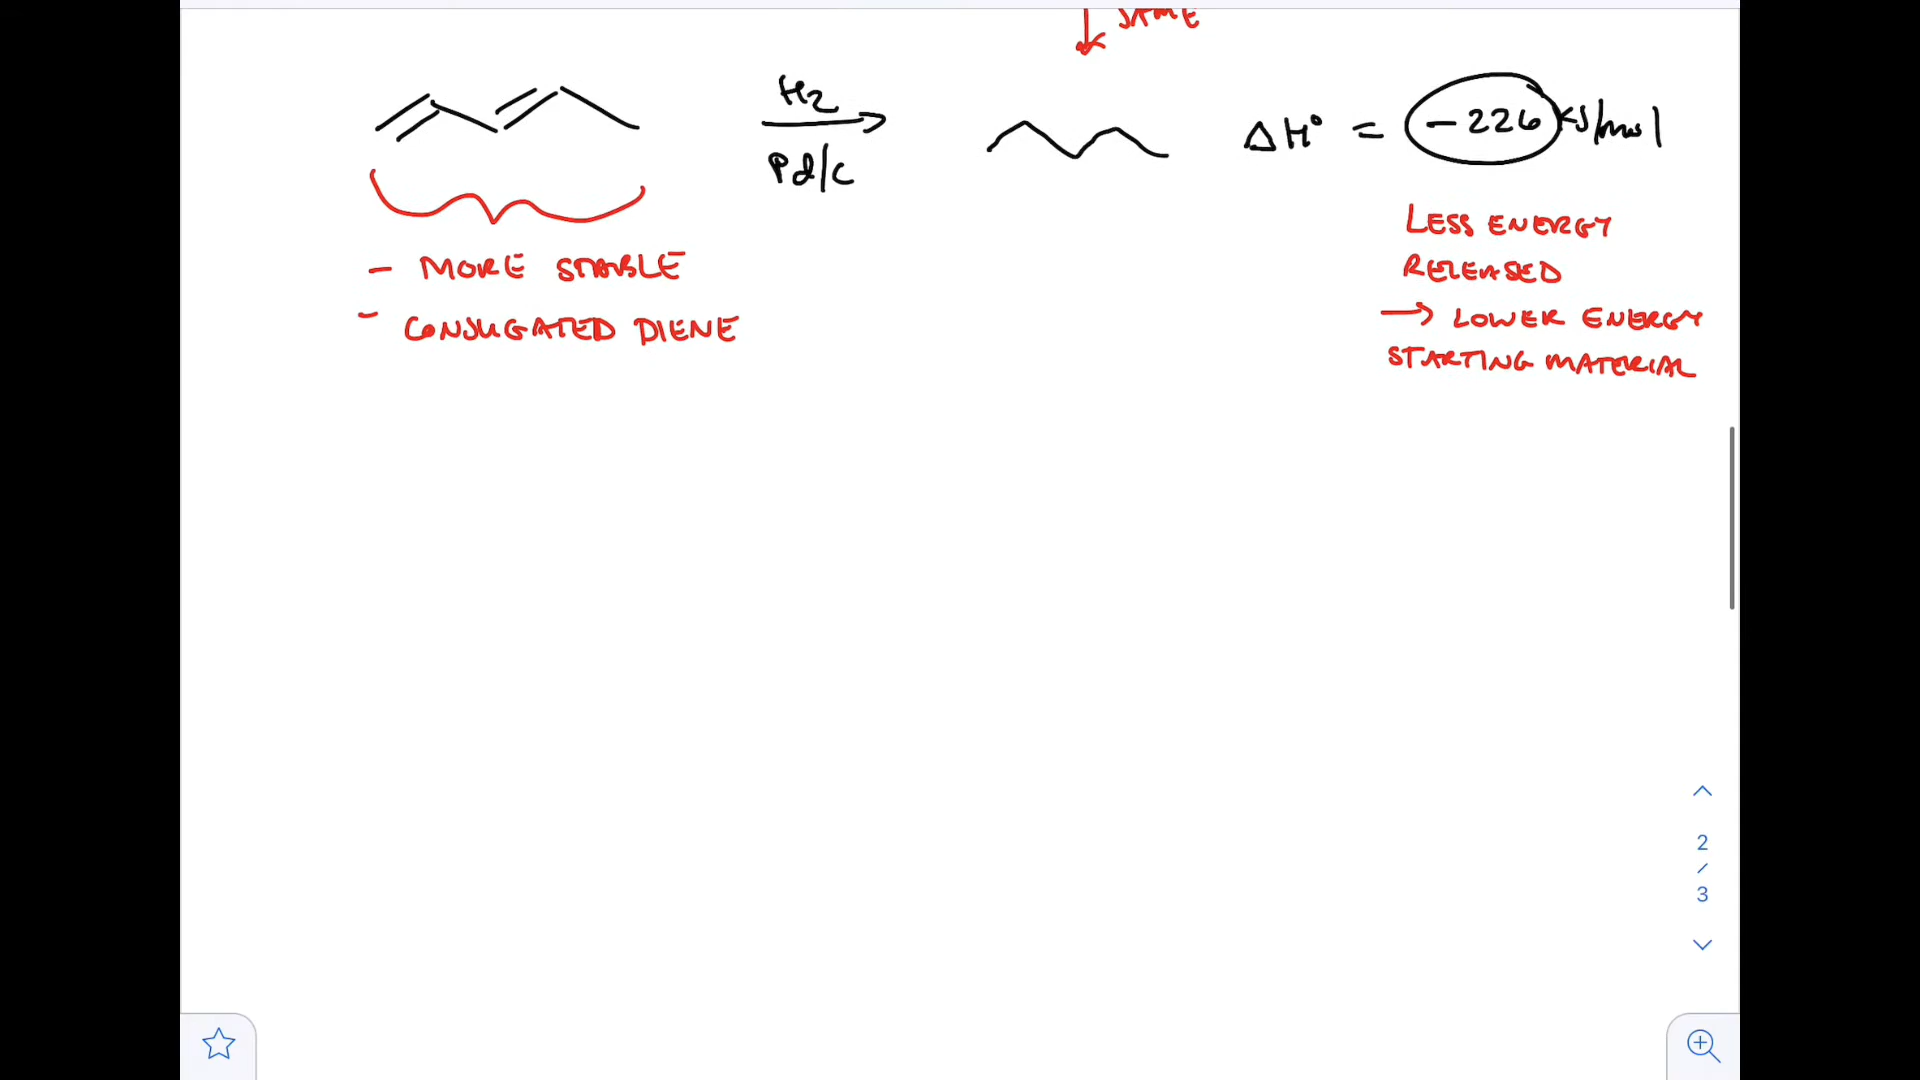 SAME
H2
Pd/C
ΔH° = -226 kJ/mol
LESS ENERGY
RELEASED
→ LOWER ENERGY
STARTING MATERIAL
- MORE STABLE
- CONJUGATED DIENE
2
/
3